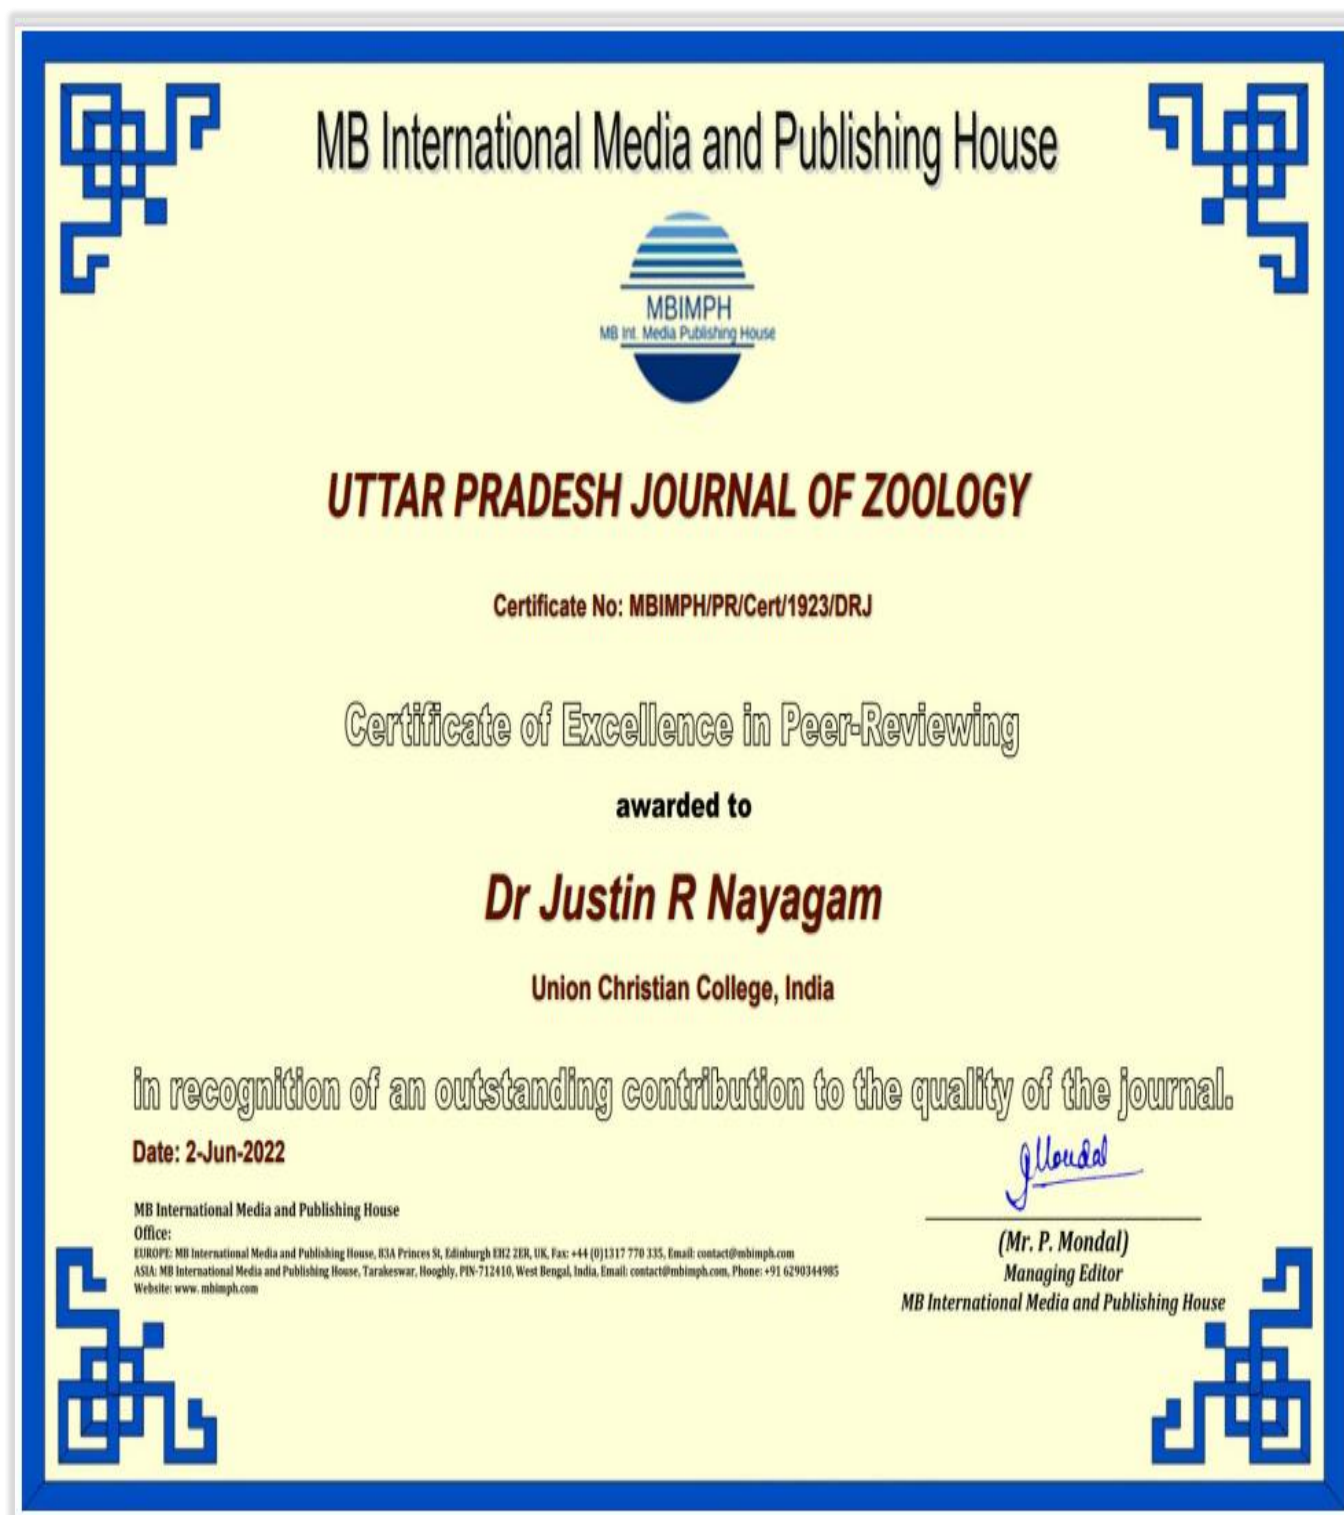 MB International Media and Publishing House
MBIMPH
MB Int. Media Publishing House
UTTAR PRADESH JOURNAL OF ZOOLOGY
Certificate No: MBIMPH/PR/Cert/1923/DRJ
Certificate of Excellence in Peer-Reviewing
awarded to
Dr Justin R Nayagam
Union Christian College, India
in recognition of an outstanding contribution to the quality of the journal.
Date: 2-Jun-2022
PMondal
MB International Media and Publishing House
Office:
EUROPE: MB International Media and Publishing House, 83A Princes St, Edinburgh EH2 2ER, UK, Fax: +44 (0)1317 770 335, Email: contact@mbimph.com
ASIA: MB International Media and Publishing House, Tarakeswar, Hooghly, PIN-712410, West Bengal, India, Email: contact@mbimph.com, Phone: +91 6290344985
Website: www. mbimph.com
(Mr. P. Mondal)
Managing Editor
MB International Media and Publishing House